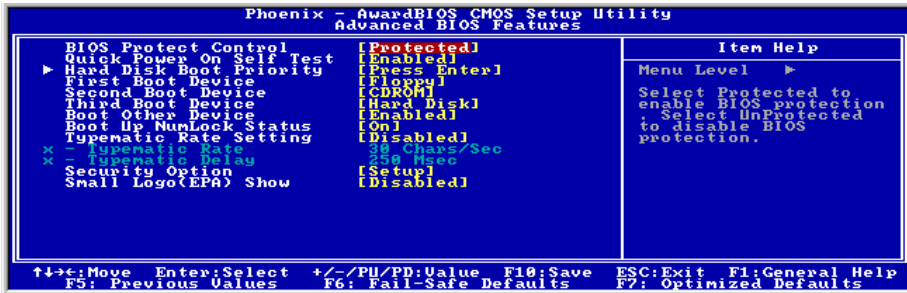 Phoenix - AwardBIOS CMOS Setup Utility
Advanced BIOS Features
BIOS Protect Control [Protected]
Quick Power On Self Test [Enabled]
► Hard Disk Boot Priority [Press Enter]
First Boot Device [Floppy]
Second Boot Device [CDROM]
Third Boot Device [Hard Disk]
Boot Other Device [Enabled]
Boot Up NumLock Status [On]
Typematic Rate Setting [Disabled]
x - Typematic Rate 30 Chars/Sec
x - Typematic Delay 250 Msec
Security Option [Setup]
Small Logo(EPA) Show [Disabled]
Item Help
Menu Level ►
Select Protected to
enable BIOS protection
. Select UnProtected
to disable BIOS
protection.
↑↓→←:Move Enter:Select +/-/PU/PD:Value F10:Save ESC:Exit F1:General Help
F5: Previous Values F6: Fail-Safe Defaults F7: Optimized Defaults